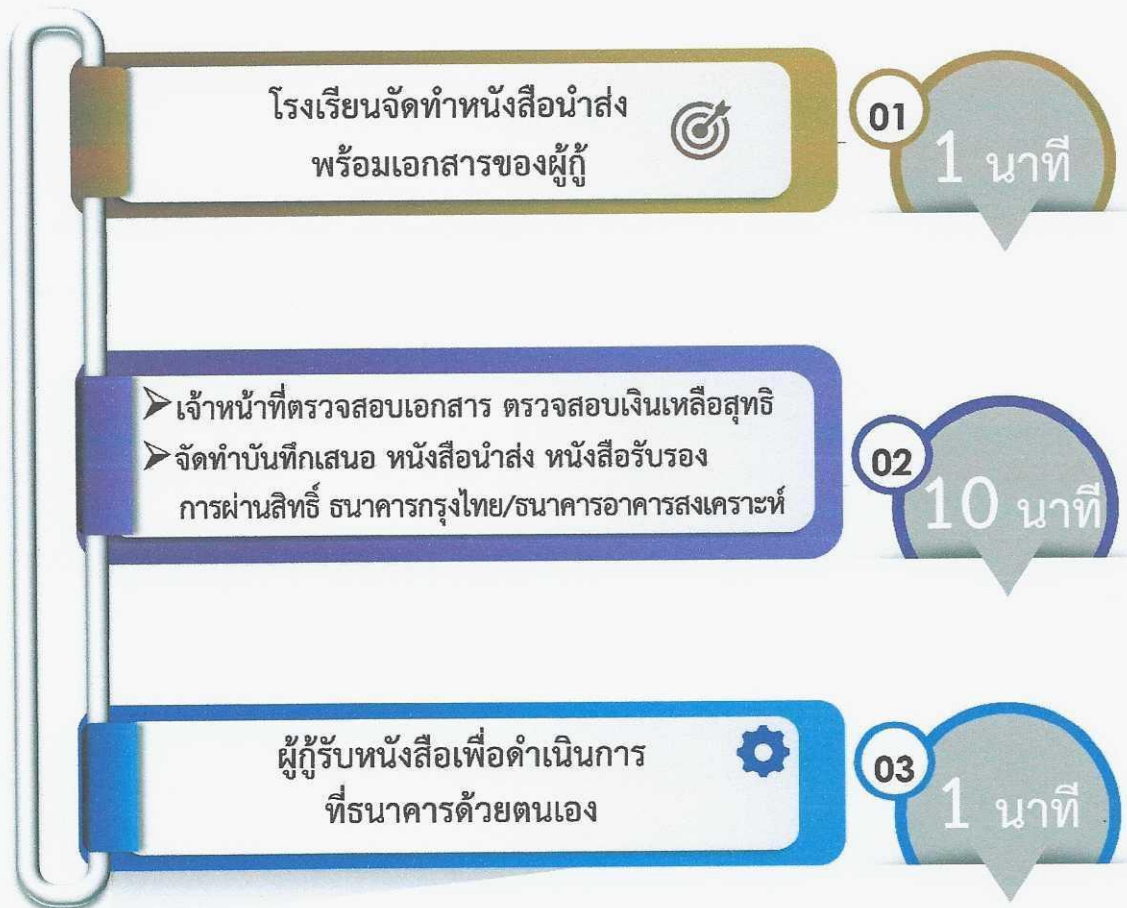 โรงเรียนจัดทำหนังสือนำส่ง
พร้อมเอกสารของผู้กู้
01
1 นาที
➢เจ้าหน้าที่ตรวจสอบเอกสาร ตรวจสอบเงินเหลือสุทธิ
➢จัดทำบันทึกเสนอ หนังสือนำส่ง หนังสือรับรอง
การผ่านสิทธิ์ ธนาคารกรุงไทย/ธนาคารอาคารสงเคราะห์
02
10 นาที
ผู้กู้รับหนังสือเพื่อดำเนินการ
ที่ธนาคารด้วยตนเอง
03
1 นาที